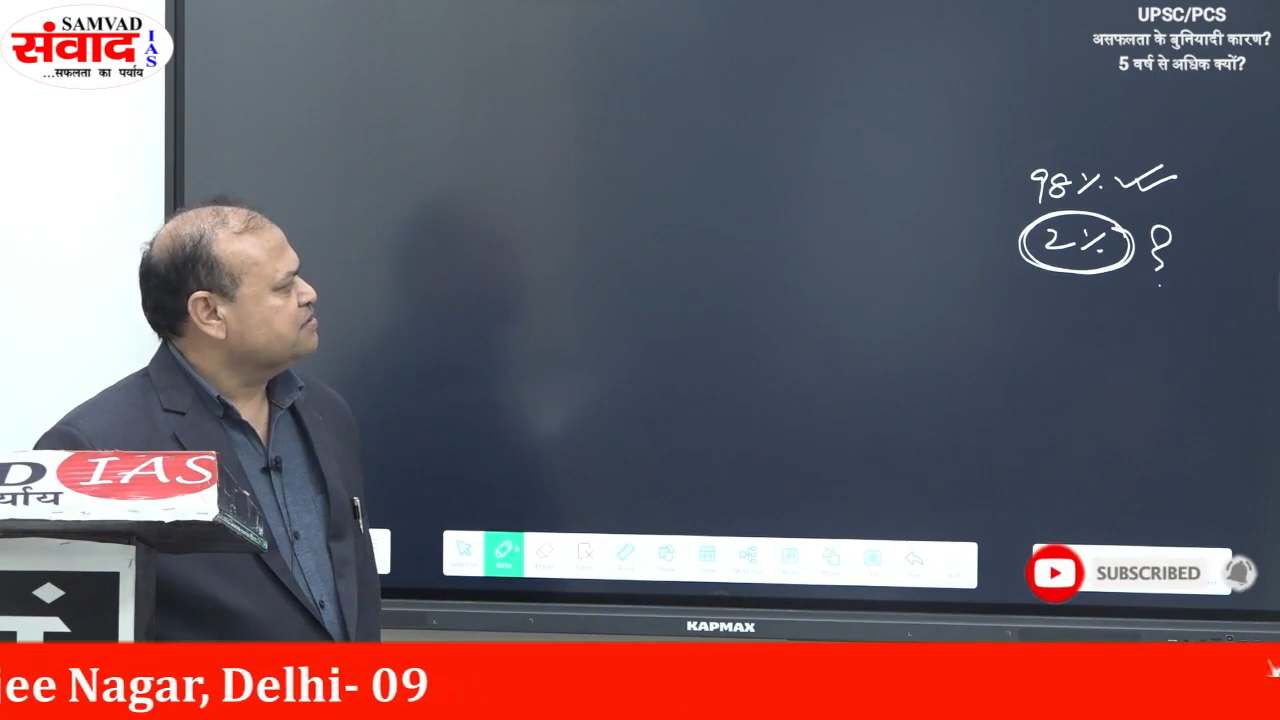 SAMVAD
संवाद
IAS
...सफलता का पर्याय
UPSC/PCS
असफलता के बुनियादी कारण?
5 वर्ष से अधिक क्यों?
98%.
2% ?
D IAS
र्याय
SUBSCRIBED
KAPMAX
jee Nagar, Delhi- 09